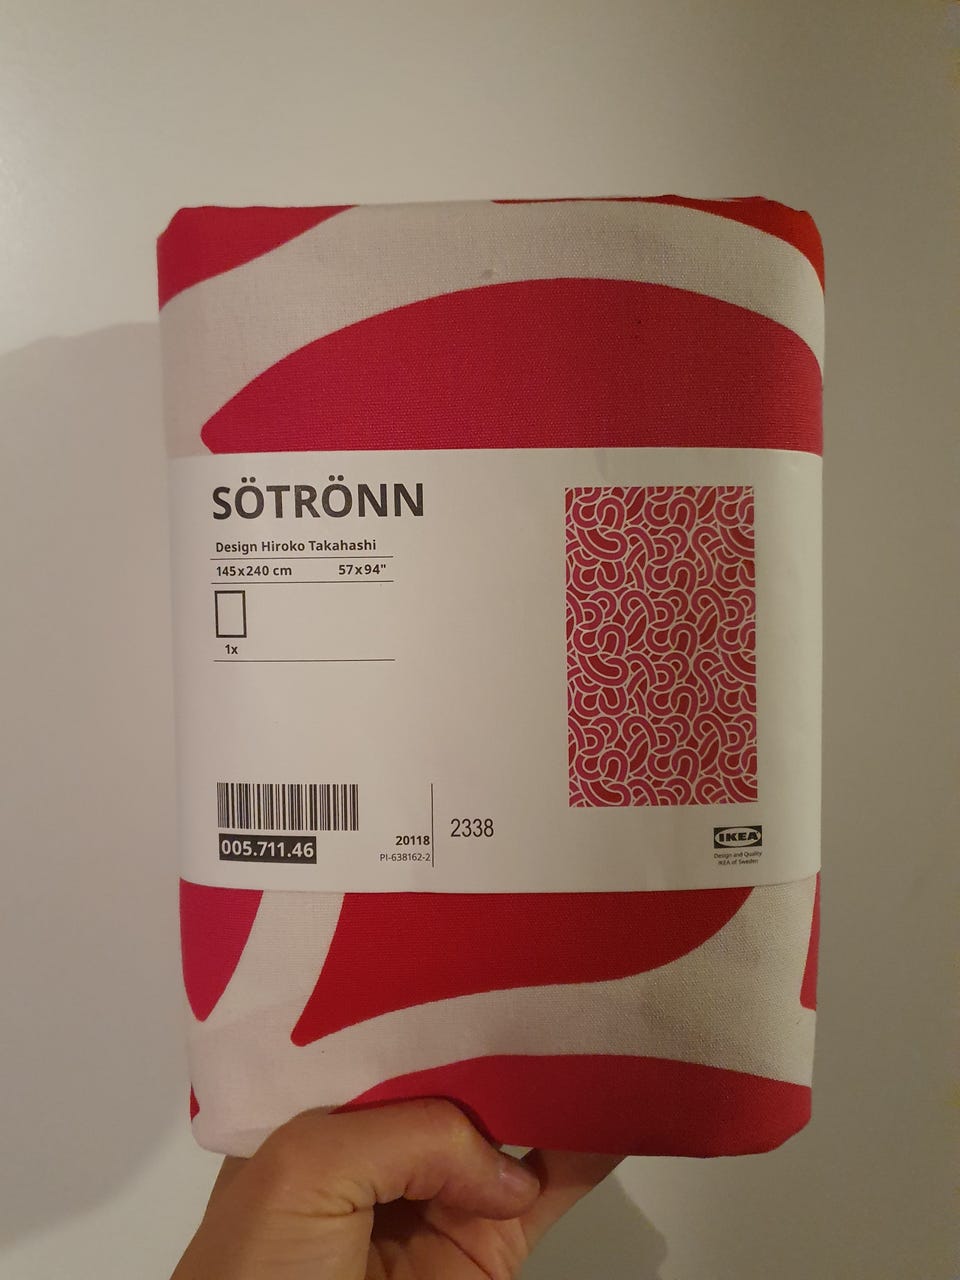 SÖTRÖNN
Design Hiroko Takahashi
145x240 cm 57x94"
1x
005.711.46
20118
PI-638162-2
2338
IKEA
Design and Quality
IKEA of Sweden